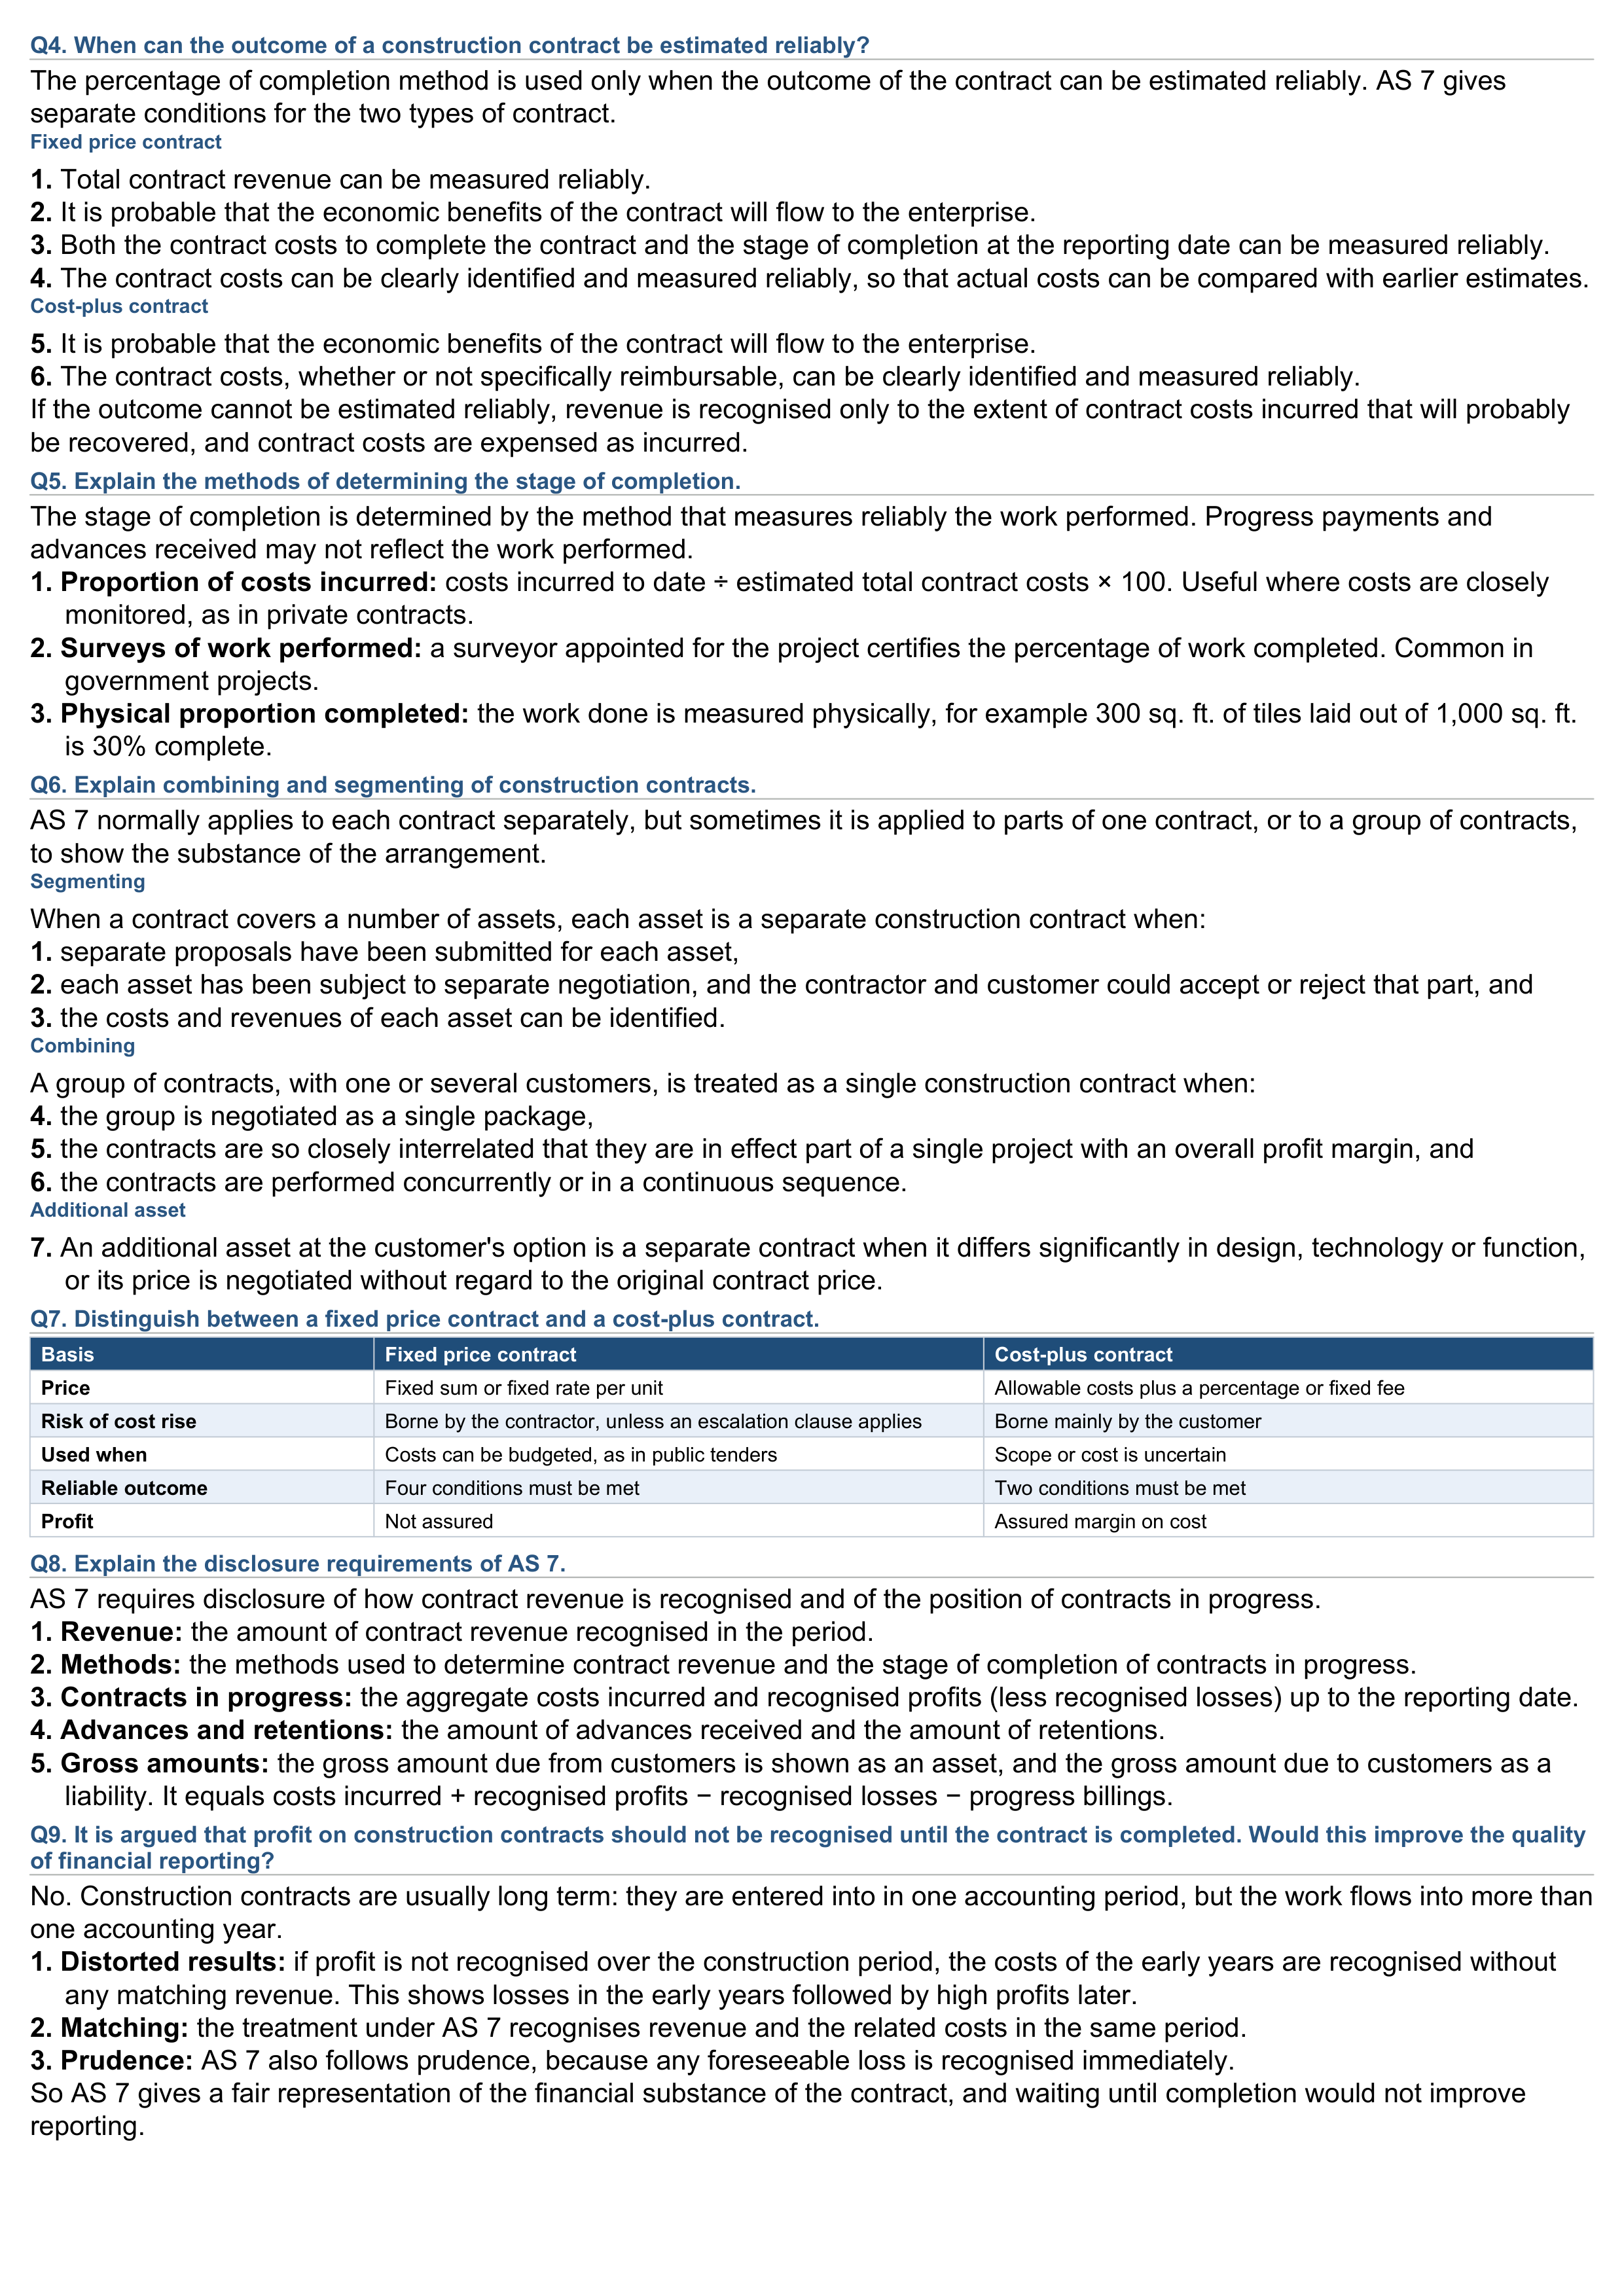 Q4. When can the outcome of a construction contract be estimated reliably?
The percentage of completion method is used only when the outcome of the contract can be estimated reliably. AS 7 gives
separate conditions for the two types of contract.
Fixed price contract
1. Total contract revenue can be measured reliably.
2. It is probable that the economic benefits of the contract will flow to the enterprise.
3. Both the contract costs to complete the contract and the stage of completion at the reporting date can be measured reliably.
4. The contract costs can be clearly identified and measured reliably, so that actual costs can be compared with earlier estimates.
Cost-plus contract
5. It is probable that the economic benefits of the contract will flow to the enterprise.
6. The contract costs, whether or not specifically reimbursable, can be clearly identified and measured reliably.
If the outcome cannot be estimated reliably, revenue is recognised only to the extent of contract costs incurred that will probably
be recovered, and contract costs are expensed as incurred.
Q5. Explain the methods of determining the stage of completion.
The stage of completion is determined by the method that measures reliably the work performed. Progress payments and
advances received may not reflect the work performed.
1. Proportion of costs incurred: costs incurred to date ÷ estimated total contract costs × 100. Useful where costs are closely
monitored, as in private contracts.
2. Surveys of work performed: a surveyor appointed for the project certifies the percentage of work completed. Common in
government projects.
3. Physical proportion completed: the work done is measured physically, for example 300 sq. ft. of tiles laid out of 1,000 sq. ft.
is 30% complete.
Q6. Explain combining and segmenting of construction contracts.
AS 7 normally applies to each contract separately, but sometimes it is applied to parts of one contract, or to a group of contracts,
to show the substance of the arrangement.
Segmenting
When a contract covers a number of assets, each asset is a separate construction contract when:
1. separate proposals have been submitted for each asset,
2. each asset has been subject to separate negotiation, and the contractor and customer could accept or reject that part, and
3. the costs and revenues of each asset can be identified.
Combining
A group of contracts, with one or several customers, is treated as a single construction contract when:
4. the group is negotiated as a single package,
5. the contracts are so closely interrelated that they are in effect part of a single project with an overall profit margin, and
6. the contracts are performed concurrently or in a continuous sequence.
Additional asset
7. An additional asset at the customer's option is a separate contract when it differs significantly in design, technology or function,
or its price is negotiated without regard to the original contract price.
Q7. Distinguish between a fixed price contract and a cost-plus contract.
Basis Fixed price contract Cost-plus contract
Price Fixed sum or fixed rate per unit Allowable costs plus a percentage or fixed fee
Risk of cost rise Borne by the contractor, unless an escalation clause applies Borne mainly by the customer
Used when Costs can be budgeted, as in public tenders Scope or cost is uncertain
Reliable outcome Four conditions must be met Two conditions must be met
Profit Not assured Assured margin on cost
Q8. Explain the disclosure requirements of AS 7.
AS 7 requires disclosure of how contract revenue is recognised and of the position of contracts in progress.
1. Revenue: the amount of contract revenue recognised in the period.
2. Methods: the methods used to determine contract revenue and the stage of completion of contracts in progress.
3. Contracts in progress: the aggregate costs incurred and recognised profits (less recognised losses) up to the reporting date.
4. Advances and retentions: the amount of advances received and the amount of retentions.
5. Gross amounts: the gross amount due from customers is shown as an asset, and the gross amount due to customers as a
liability. It equals costs incurred + recognised profits − recognised losses − progress billings.
Q9. It is argued that profit on construction contracts should not be recognised until the contract is completed. Would this improve the quality
of financial reporting?
No. Construction contracts are usually long term: they are entered into in one accounting period, but the work flows into more than
one accounting year.
1. Distorted results: if profit is not recognised over the construction period, the costs of the early years are recognised without
any matching revenue. This shows losses in the early years followed by high profits later.
2. Matching: the treatment under AS 7 recognises revenue and the related costs in the same period.
3. Prudence: AS 7 also follows prudence, because any foreseeable loss is recognised immediately.
So AS 7 gives a fair representation of the financial substance of the contract, and waiting until completion would not improve
reporting.